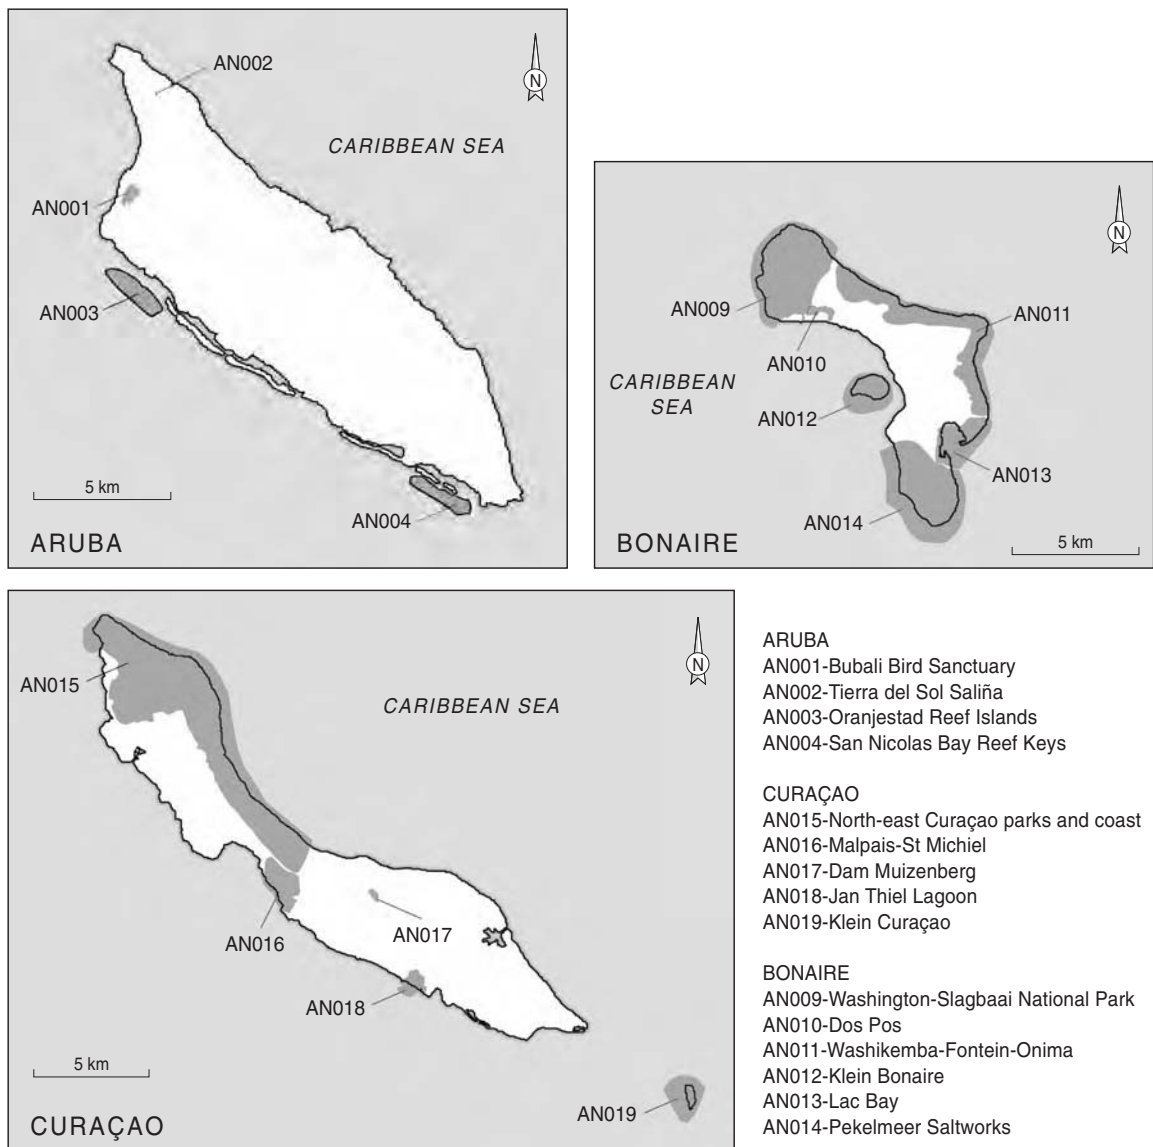 AN002
N
CARIBBEAN SEA
AN001
AN003
5 km
AN004
ARUBA
N
AN009
AN011
AN010
CARIBBEAN
SEA
AN012
AN013
AN014
5 km
BONAIRE
N
AN015
CARIBBEAN SEA
AN016
AN017
AN018
5 km
AN019
CURAÇAO
ARUBA
AN001-Bubali Bird Sanctuary
AN002-Tierra del Sol Saliña
AN003-Oranjestad Reef Islands
AN004-San Nicolas Bay Reef Keys
CURAÇAO
AN015-North-east Curaçao parks and coast
AN016-Malpais-St Michiel
AN017-Dam Muizenberg
AN018-Jan Thiel Lagoon
AN019-Klein Curaçao
BONAIRE
AN009-Washington-Slagbaai National Park
AN010-Dos Pos
AN011-Washikemba-Fontein-Onima
AN012-Klein Bonaire
AN013-Lac Bay
AN014-Pekelmeer Saltworks